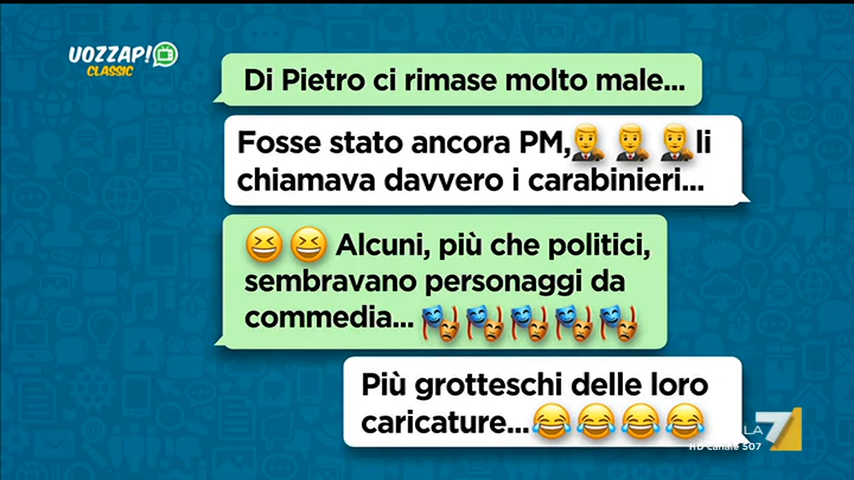 UOZZAP!
CLASSIC
Di Pietro ci rimase molto male...
Fosse stato ancora PM,👨‍⚖️👨‍⚖️👨‍⚖️li
chiamava davvero i carabinieri...
😆😆 Alcuni, più che politici,
sembravano personaggi da
commedia...🎭🎭🎭🎭🎭
Più grotteschi delle loro
caricature...😂😂😂😂
LA7
HD canale 507